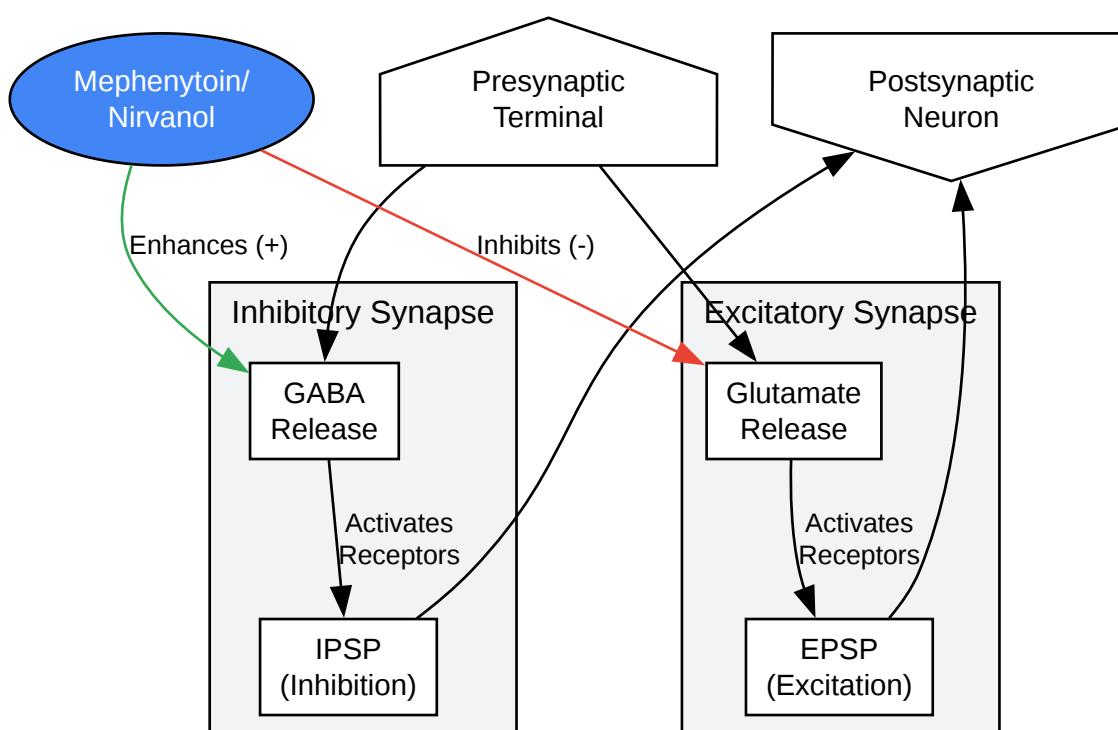 Mephenytoin/
Nirvanol
Presynaptic
Terminal
Postsynaptic
Neuron
Enhances (+)
Inhibits (-)
Inhibitory Synapse
Excitatory Synapse
GABA
Release
Glutamate
Release
Activates
Receptors
Activates
Receptors
IPSP
(Inhibition)
EPSP
(Excitation)